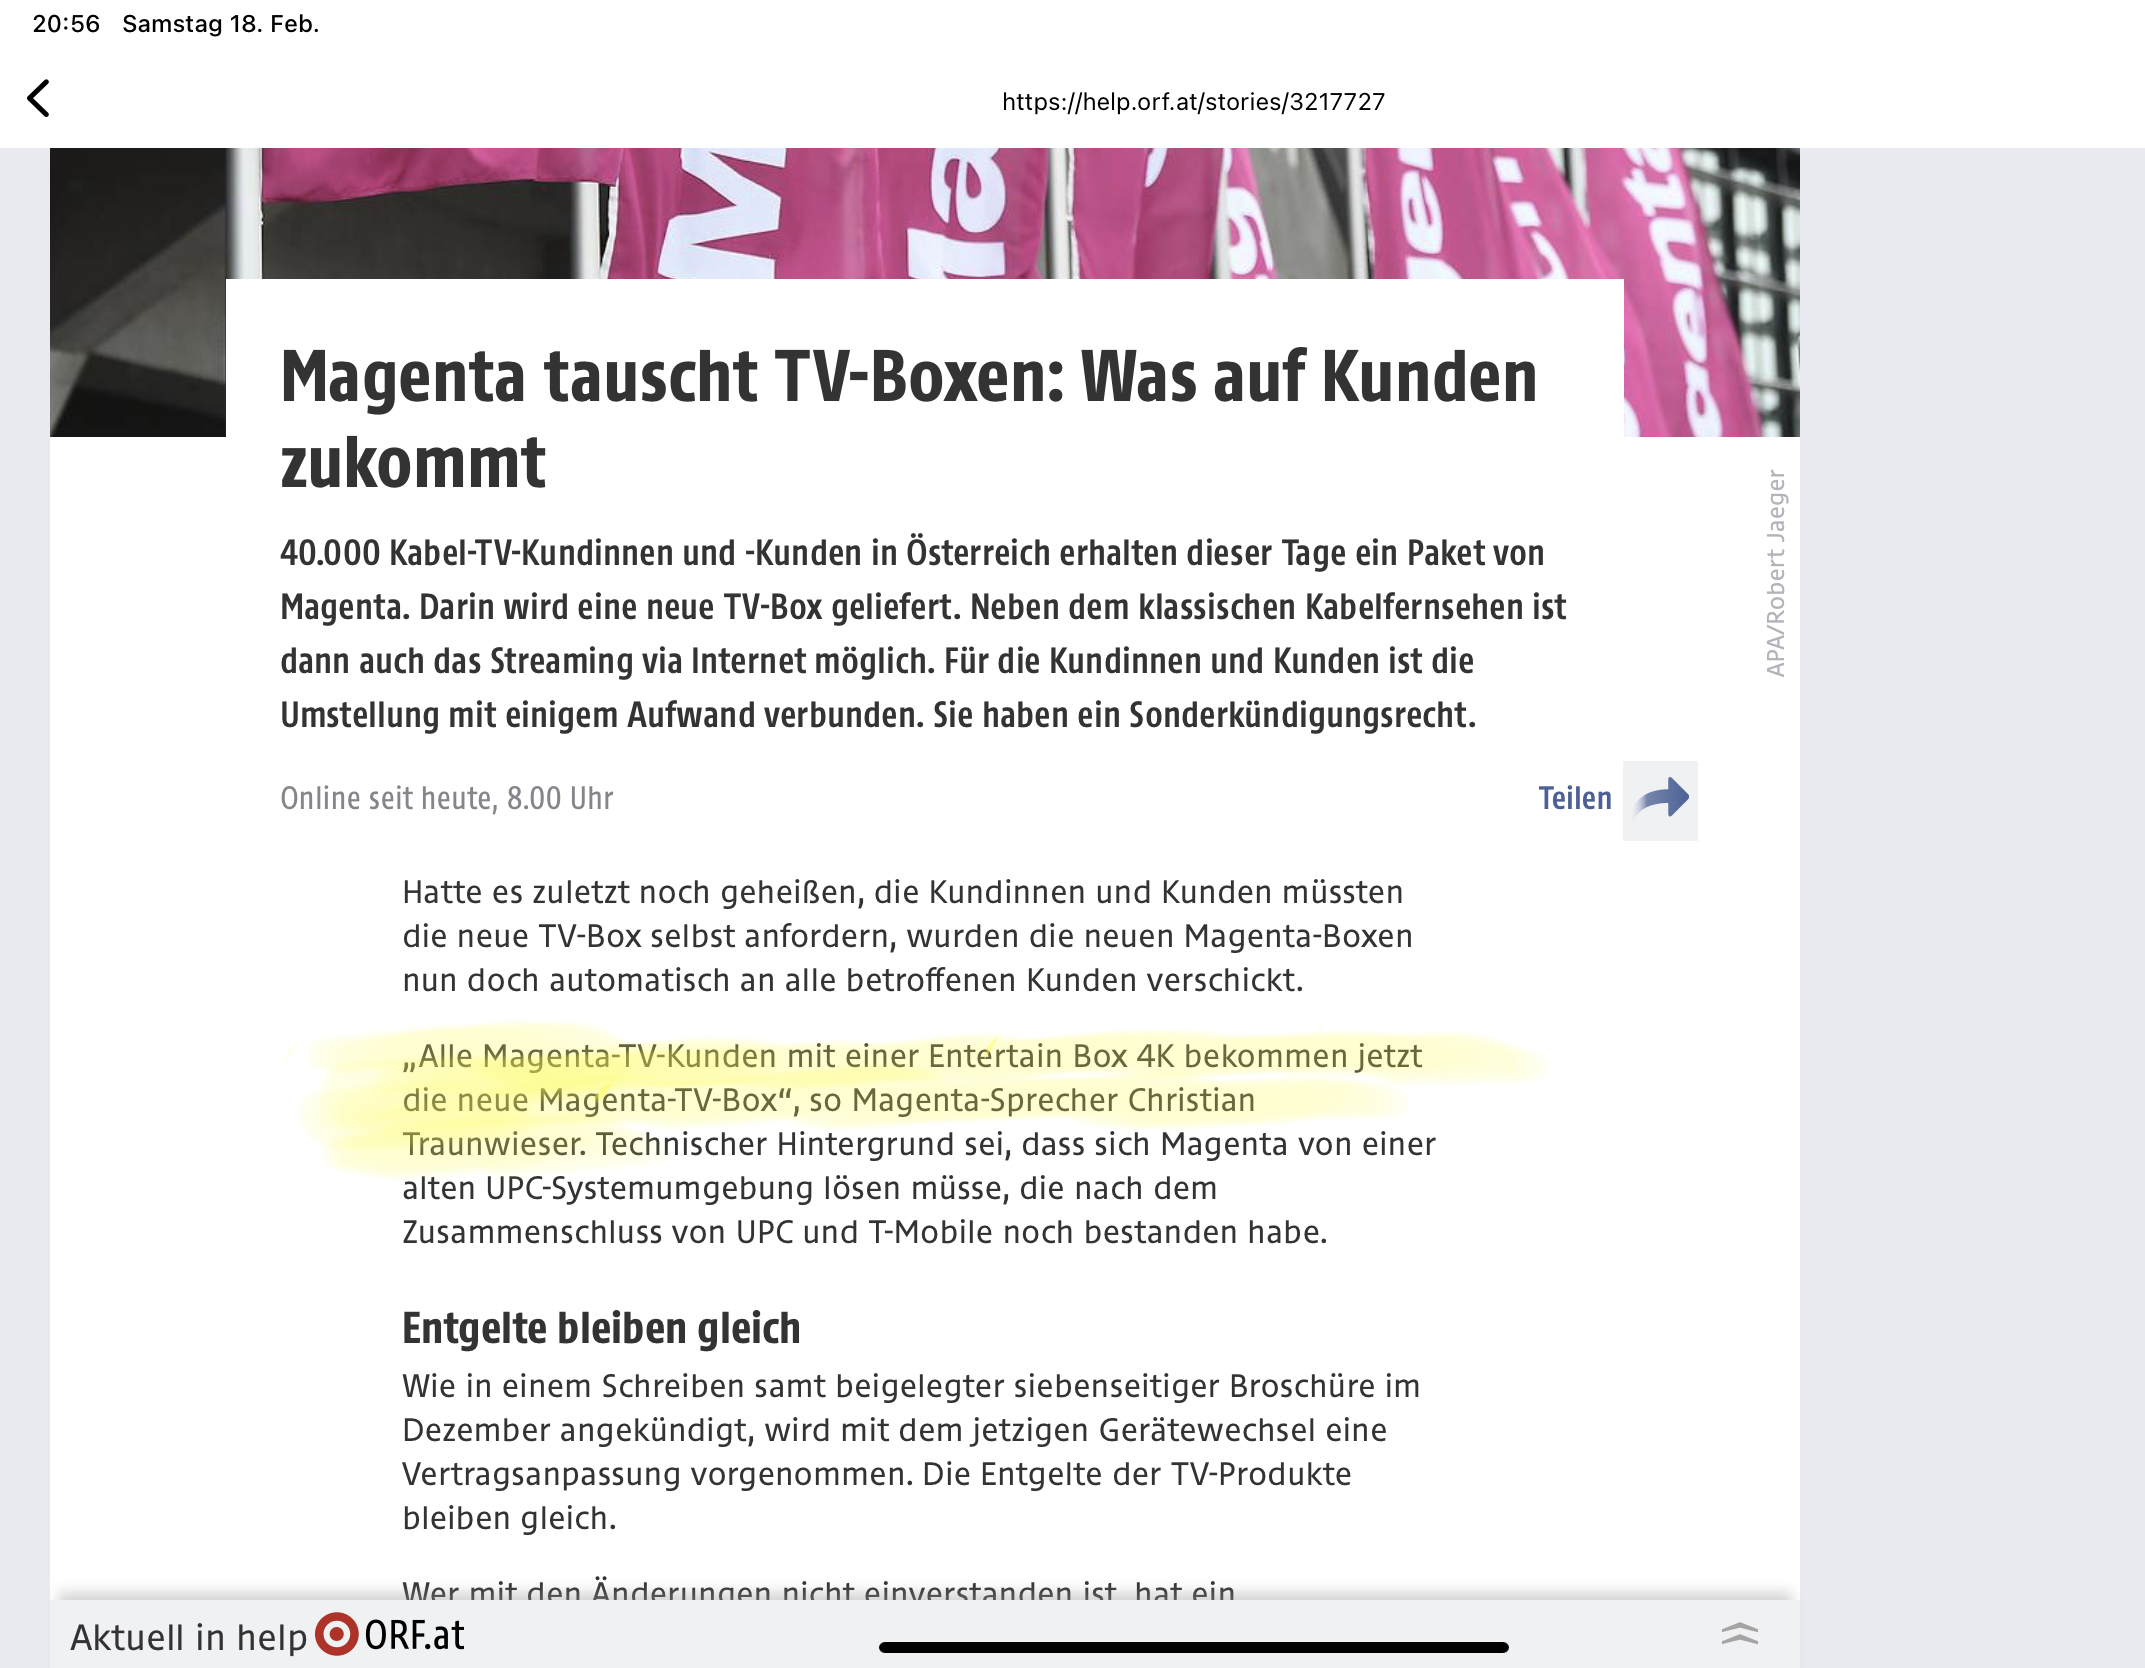 20:56 Samstag 18. Feb.
https://help.orf.at/stories/3217727
Magenta tauscht TV-Boxen: Was auf Kunden
zukommt
40.000 Kabel-TV-Kundinnen und -Kunden in Österreich erhalten dieser Tage ein Paket von
Magenta. Darin wird eine neue TV-Box geliefert. Neben dem klassischen Kabelfernsehen ist
dann auch das Streaming via Internet möglich. Für die Kundinnen und Kunden ist die
Umstellung mit einigem Aufwand verbunden. Sie haben ein Sonderkündigungsrecht.
APA/Robert Jaeger
Online seit heute, 8.00 Uhr
Teilen
Hatte es zuletzt noch geheißen, die Kundinnen und Kunden müssten
die neue TV-Box selbst anfordern, wurden die neuen Magenta-Boxen
nun doch automatisch an alle betroffenen Kunden verschickt.
„Alle Magenta-TV-Kunden mit einer Entertain Box 4K bekommen jetzt
die neue Magenta-TV-Box“, so Magenta-Sprecher Christian
Traunwieser. Technischer Hintergrund sei, dass sich Magenta von einer
alten UPC-Systemumgebung lösen müsse, die nach dem
Zusammenschluss von UPC und T-Mobile noch bestanden habe.
Entgelte bleiben gleich
Wie in einem Schreiben samt beigelegter siebenseitiger Broschüre im
Dezember angekündigt, wird mit dem jetzigen Gerätewechsel eine
Vertragsanpassung vorgenommen. Die Entgelte der TV-Produkte
bleiben gleich.
Wer mit den Änderungen nicht einverstanden ist, hat ein
Aktuell in help ORF.at